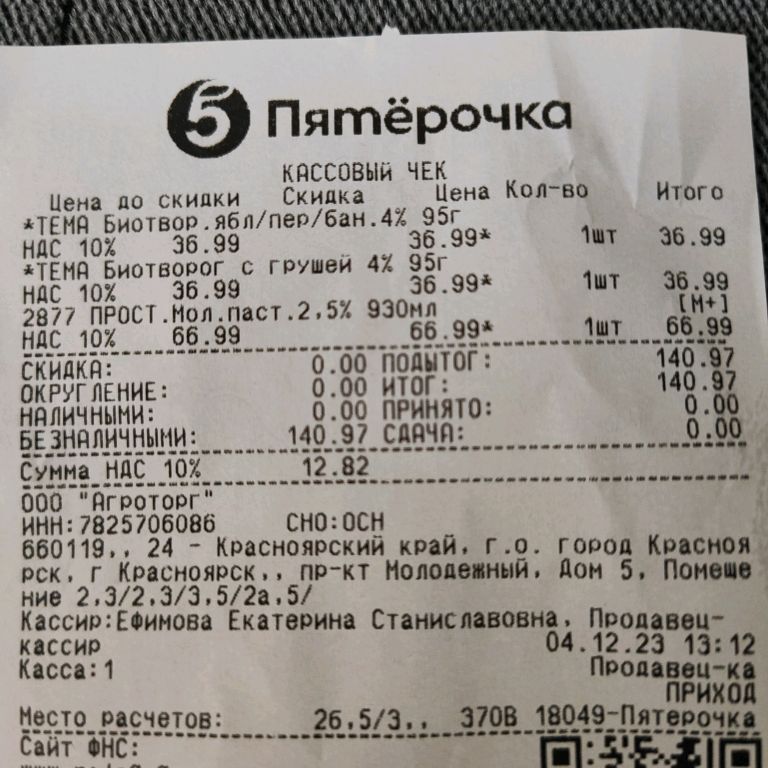 5 Пятёрочка
КАССОВЫЙ ЧЕК
Цена до скидки Скидка Цена Кол-во Итого
*ТЕМА Биотвор.ябл/пер/бан.4% 95г
НДС 10% 36.99 36.99* 1шт 36.99
*ТЕМА Биотворог с грушей 4% 95г
НДС 10% 36.99 36.99* 1шт 36.99
2877 ПРОСТ.Мол.паст.2,5% 930мл [М+]
НДС 10% 66.99 66.99* 1шт 66.99
СКИДКА: 0.00 ПОДЫТОГ: 140.97
ОКРУГЛЕНИЕ: 0.00 ИТОГ: 140.97
НАЛИЧНЫМИ: 0.00 ПРИНЯТО: 0.00
БЕЗНАЛИЧНЫМИ: 140.97 СДАЧА: 0.00
Сумма НДС 10% 12.82
ООО "Агроторг"
ИНН:7825706086 СНО:ОСН
660119,, 24 - Красноярский край, г.о. город Краснoя
рск, г Красноярск,, пр-кт Молодежный, Дом 5, Помеще
ние 2,3/2,3/3,5/2а,5/
Кассир:Ефимова Екатерина Станиславовна, Продавец-
кассир 04.12.23 13:12
Касса:1 Продавец-ка
ПРИХОД
Место расчетов: 26,5/3,, 370В 18049-Пятерочка
Сайт ФНС: